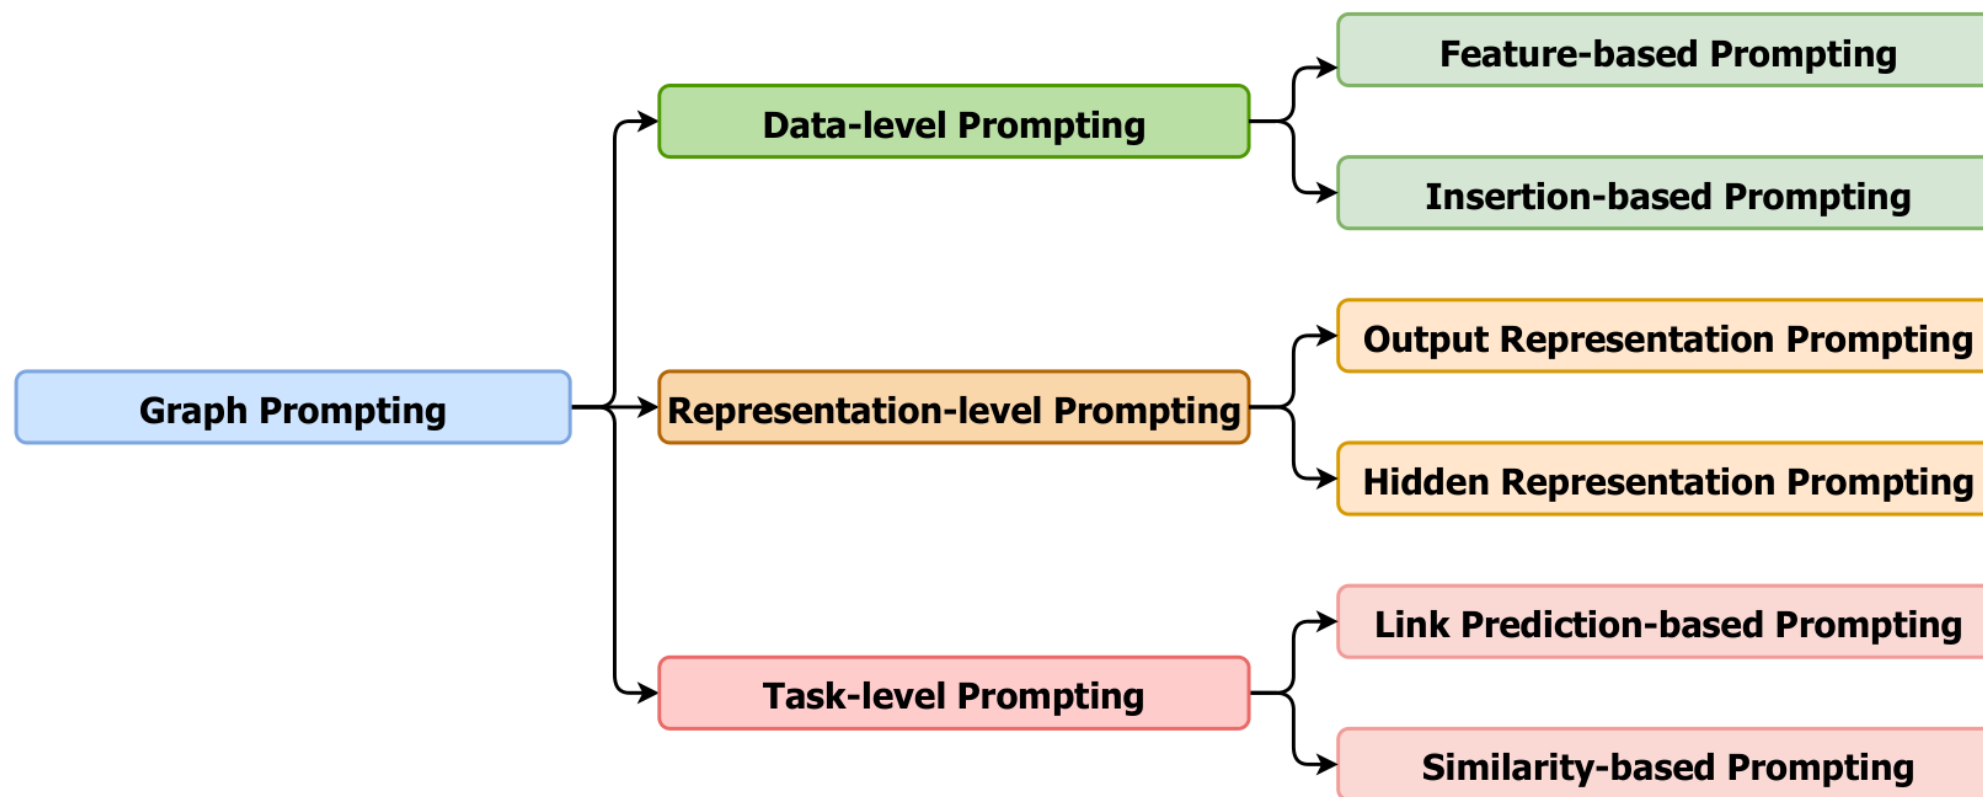 Graph Prompting
Data-level Prompting
Feature-based Prompting
Insertion-based Prompting
Representation-level Prompting
Output Representation Prompting
Hidden Representation Prompting
Task-level Prompting
Link Prediction-based Prompting
Similarity-based Prompting